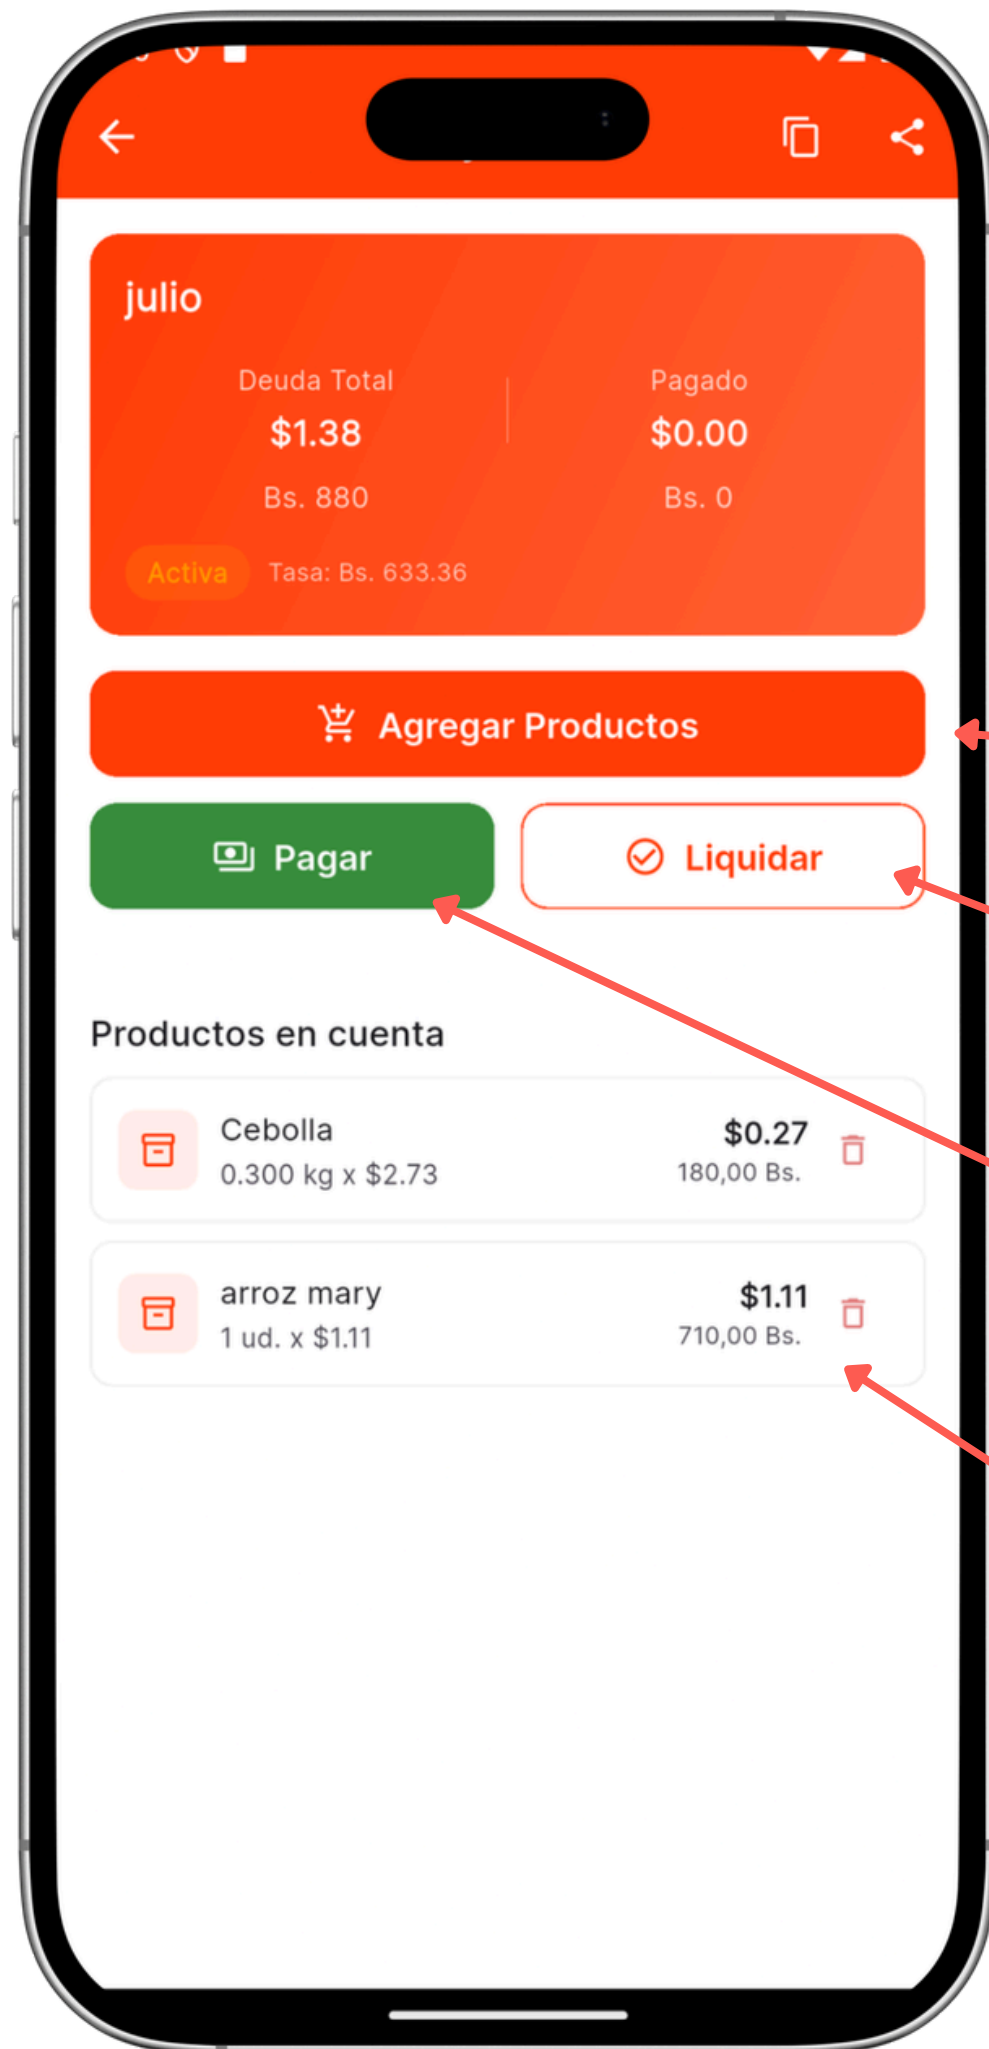 julio
Deuda Total
Pagado
$1.38
$0.00
Bs. 880
Bs. 0
Activa
Tasa: Bs. 633.36
Agregar Productos
Pagar
Liquidar
Productos en cuenta
Cebolla
$0.27
0.300 kg x $2.73
180,00 Bs.
arroz mary
$1.11
1 ud. x $1.11
710,00 Bs.